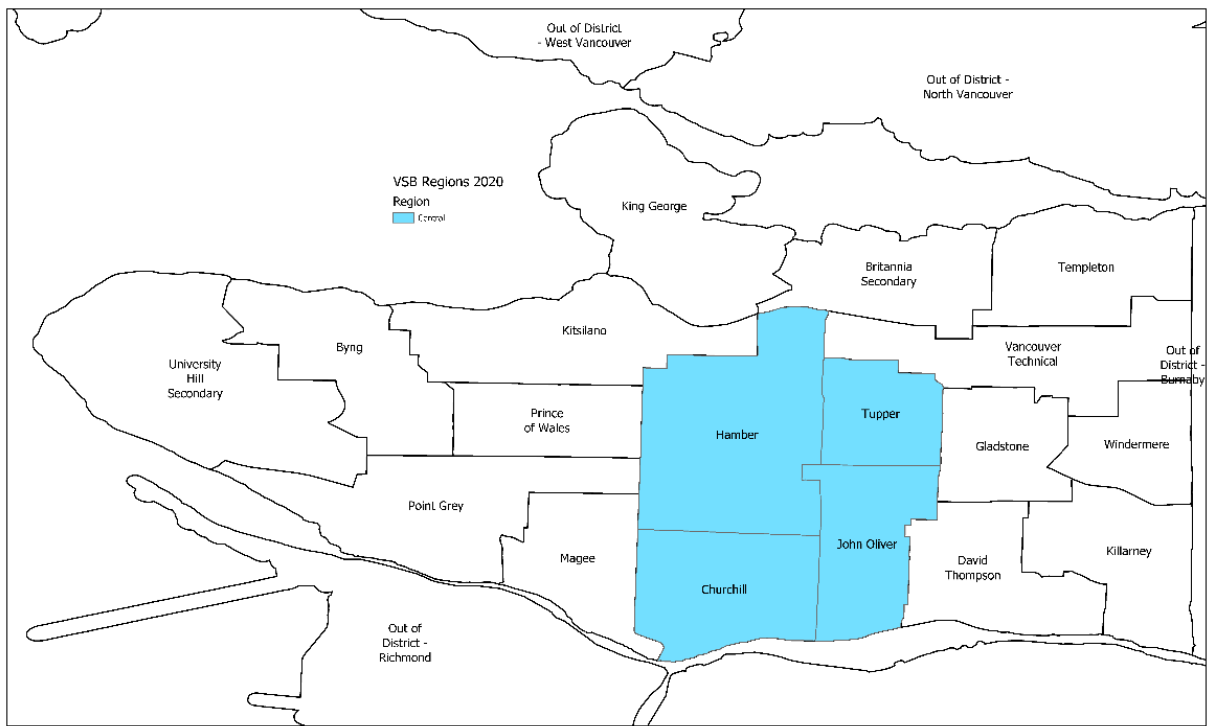 Out of District
- West Vancouver
Out of District -
North Vancouver
VSB Regions 2020
Region
Central
King George
Britannia
Secondary
Templeton
Kitsilano
Byng
University
Hill
Secondary
Vancouver
Technical
Out of
District -
Burnaby
Prince
of Wales
Hamber
Tupper
Gladstone
Windermere
Point Grey
Magee
John Oliver
Killarney
David
Thompson
Churchill
Out of
District -
Richmond